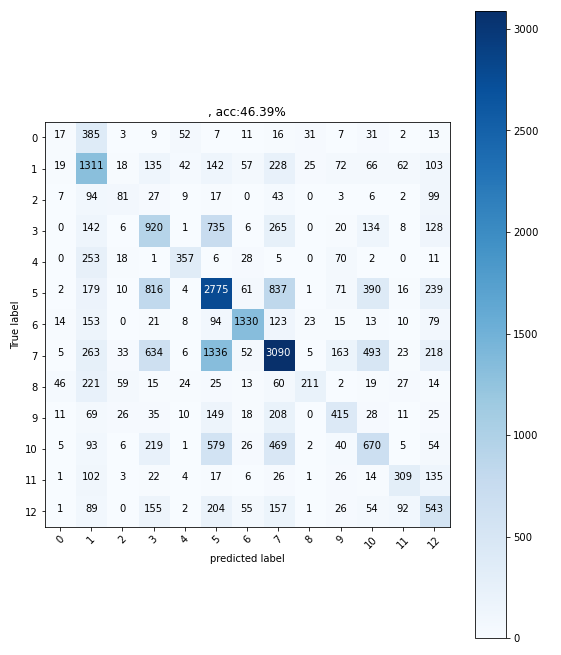 , acc:46.39%
0 17 385 3 9 52 7 11 16 31 7 31 2 13
1 19 1311 18 135 42 142 57 228 25 72 66 62 103
2 7 94 81 27 9 17 0 43 0 3 6 2 99
3 0 142 6 920 1 735 6 265 0 20 134 8 128
4 0 253 18 1 357 6 28 5 0 70 2 0 11
5 2 179 10 816 4 2775 61 837 1 71 390 16 239
6 14 153 0 21 8 94 1330 123 23 15 13 10 79
7 5 263 33 634 6 1336 52 3090 5 163 493 23 218
8 46 221 59 15 24 25 13 60 211 2 19 27 14
9 11 69 26 35 10 149 18 208 0 415 28 11 25
10 5 93 6 219 1 579 26 469 2 40 670 5 54
11 1 102 3 22 4 17 6 26 1 26 14 309 135
12 1 89 0 155 2 204 55 157 1 26 54 92 543
0 1 2 3 4 5 6 7 8 9 10 11 12
predicted label
True label
3000
2500
2000
1500
1000
500
0